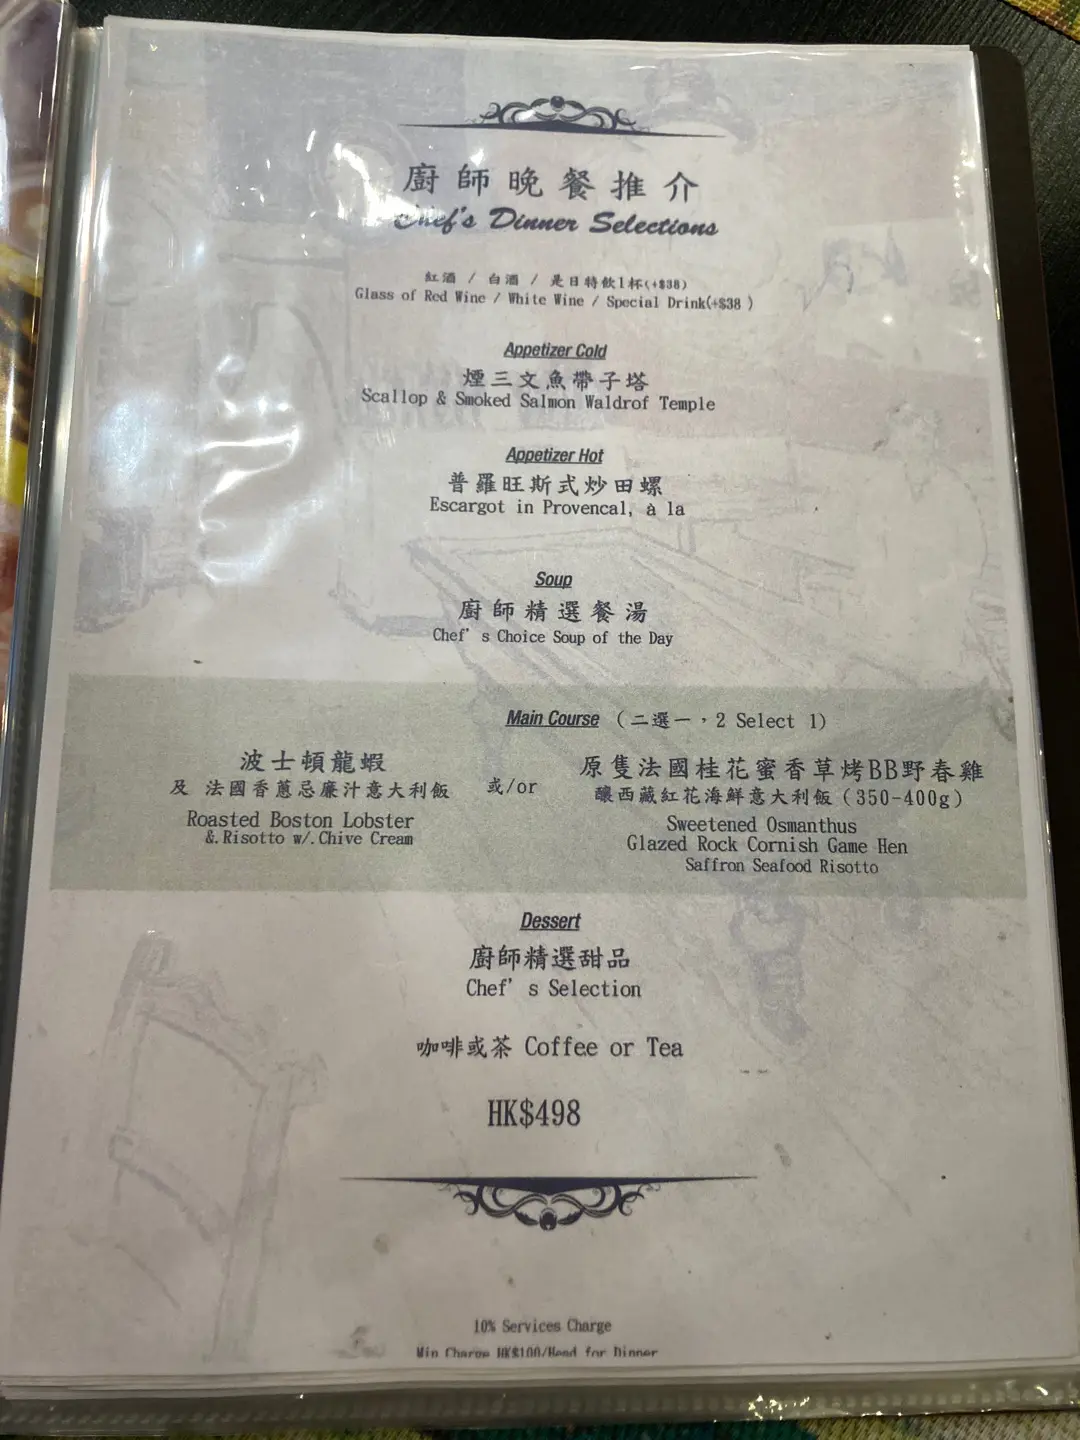 廚師晚餐推介
Chef's Dinner Selections
紅酒 / 白酒 / 是日特飲1杯(+$38)
Glass of Red Wine / White Wine / Special Drink(+$38 )
Appetizer Cold
煙三文魚帶子塔
Scallop & Smoked Salmon Waldrof Temple
Appetizer Hot
普羅旺斯式炒田螺
Escargot in Provencal, à la
Soup
廚師精選餐湯
Chef's Choice Soup of the Day
Main Course （二選一，2 Select 1)
波士頓龍蝦
及 法國香蔥忌廉汁意大利飯
Roasted Boston Lobster
&.Risotto w/.Chive Cream
或/or
原隻法國桂花蜜香草烤BB野春雞
釀西藏紅花海鮮意大利飯（350-400g）
Sweetened Osmanthus
Glazed Rock Cornish Game Hen
Saffron Seafood Risotto
Dessert
廚師精選甜品
Chef's Selection
咖啡或茶 Coffee or Tea
HK$498
10% Services Charge
Min Charge HK$100/Head for Dinner